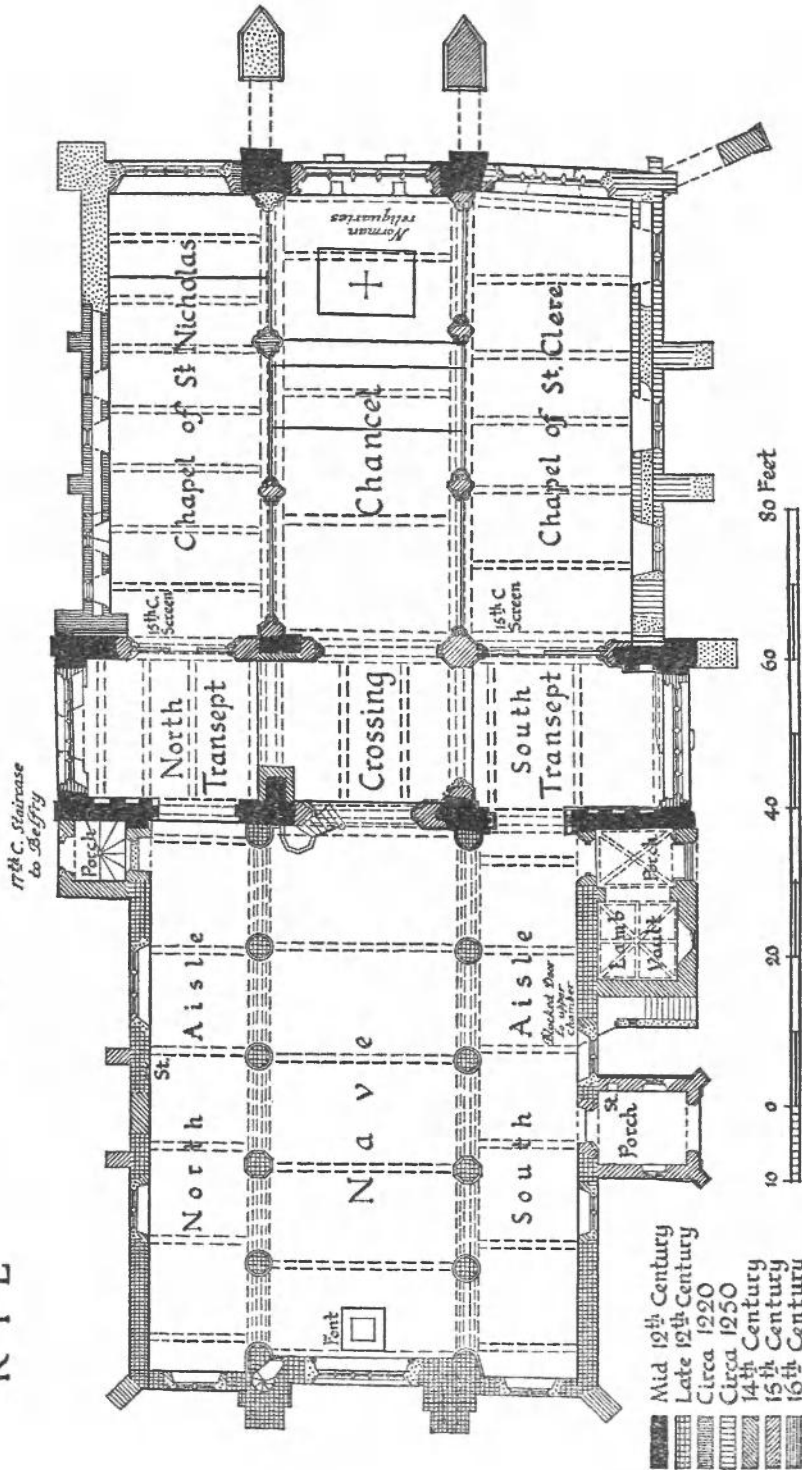 17th C. Staircase
to Belfry
Porch
North
Transept
15th C.
Screen
Chapel of St Nicholas
Norman
reliquaries
Chancel
Crossing
South
Transept
15th C
Screen
Chapel of St. Clere
North Aisle
St.
Nave
Font
South Aisle
Blocked Door
to upper
chamber
Porch
Lamb
Vault
St.
Porch
10 0 20 40 60 80 Feet
Mid 12th Century
Late 12th Century
Circa 1220
Circa 1250
14th Century
15th Century
16th Century